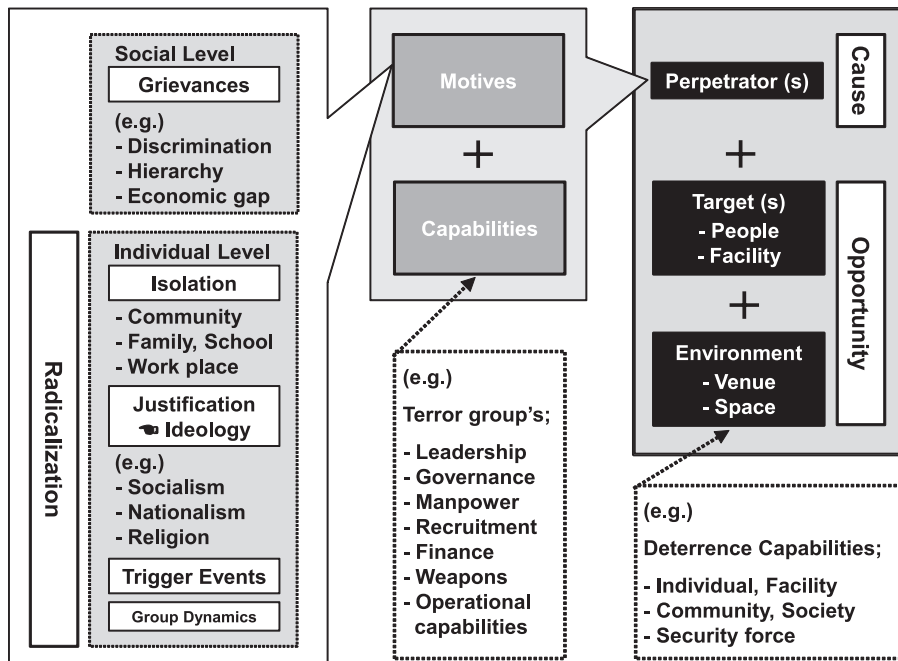 Social Level
Grievances
(e.g.)
- Discrimination
- Hierarchy
- Economic gap
Radicalization
Individual Level
Isolation
- Community
- Family, School
- Work place
Justification
☚ Ideology
(e.g.)
- Socialism
- Nationalism
- Religion
Trigger Events
Group Dynamics
Motives
+
Capabilities
(e.g.)
Terror group's;
- Leadership
- Governance
- Manpower
- Recruitment
- Finance
- Weapons
- Operational
capabilities
Perpetrator (s)
Cause
+
Target (s)
- People
- Facility
+
Environment
- Venue
- Space
Opportunity
(e.g.)
Deterrence Capabilities;
- Individual, Facility
- Community, Society
- Security force